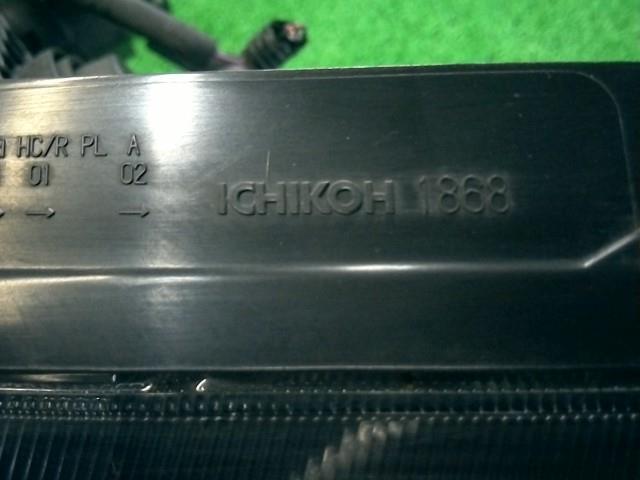 HC/R PL A
01 02
→ → →
ICHIKOH 1868